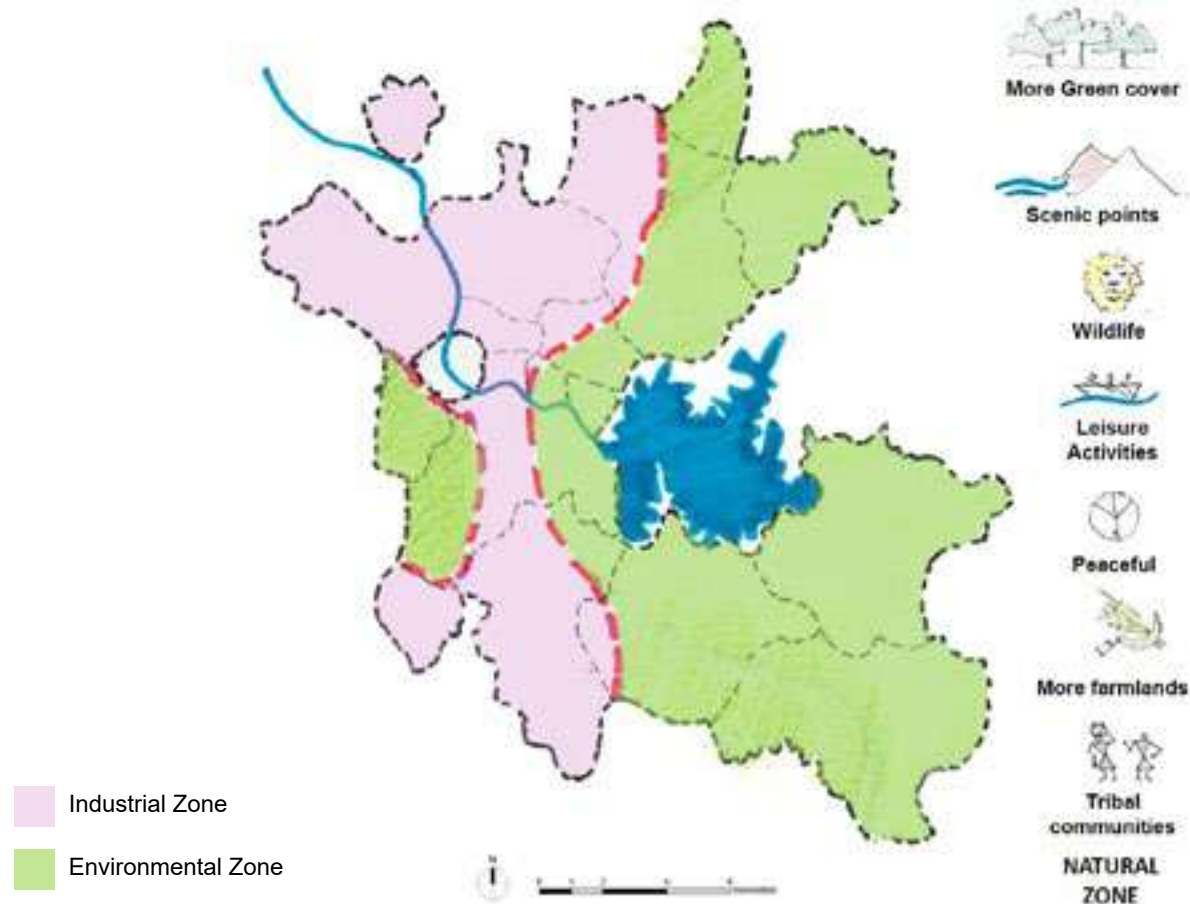 More Green cover
Scenic points
Wildlife
Leisure
Activities
Peaceful
More farmlands
Tribal
communities
NATURAL
ZONE
Industrial Zone
Environmental Zone
N